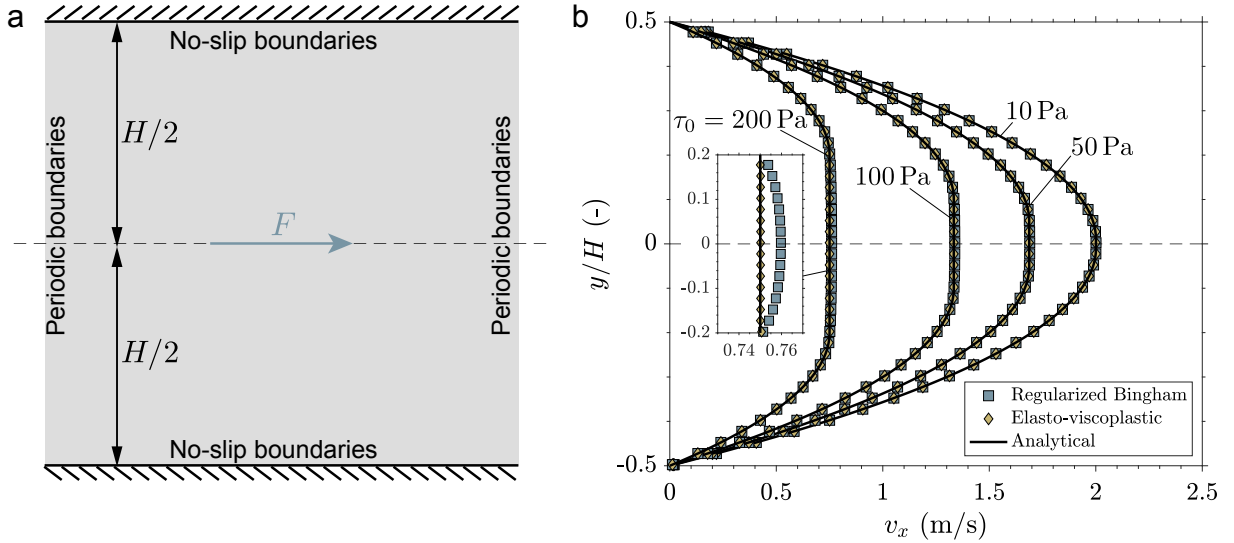 a
No-slip boundaries
H/2
Periodic boundaries
F
Periodic boundaries
H/2
No-slip boundaries
b
0.5
0
-0.5
y/H (-)
τ₀ = 200 Pa
10 Pa
50 Pa
100 Pa
0.2
0.1
0
-0.1
-0.2
0.74 0.76
Regularized Bingham
Elasto-viscoplastic
Analytical
0 0.5 1 1.5 2 2.5
vₓ (m/s)